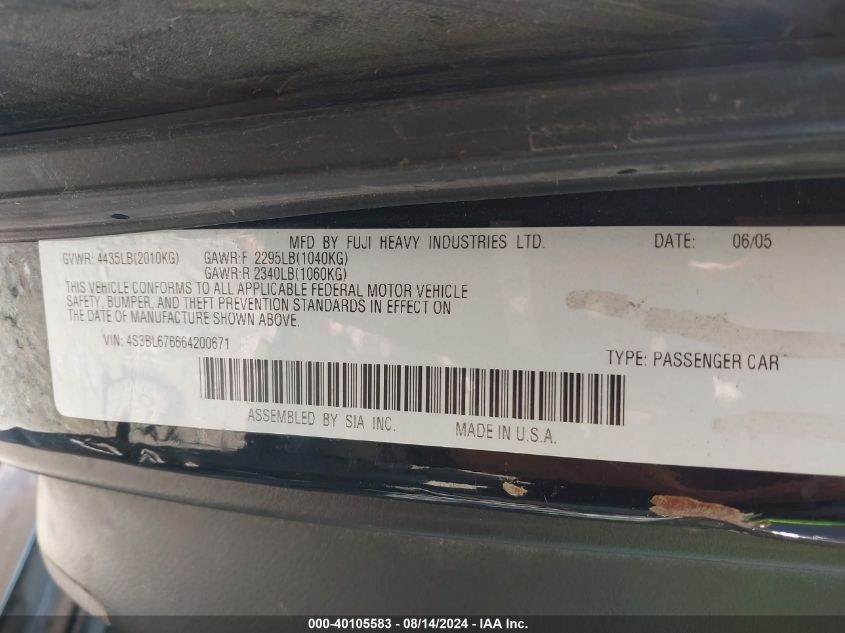 MFD BY FUJI HEAVY INDUSTRIES LTD. DATE: 06/05
GVWR: 4435LB(2010KG) GAWR:F 2295LB(1040KG)
GAWR:R 2340LB(1060KG)
THIS VEHICLE CONFORMS TO ALL APPLICABLE FEDERAL MOTOR VEHICLE
SAFETY, BUMPER, AND THEFT PREVENTION STANDARDS IN EFFECT ON
THE DATE OF MANUFACTURE SHOWN ABOVE.
VIN: 4S3BL676664200671
TYPE: PASSENGER CAR
ASSEMBLED BY SIA INC. MADE IN U.S.A.
000-40105583 - 08/14/2024 - IAA Inc.